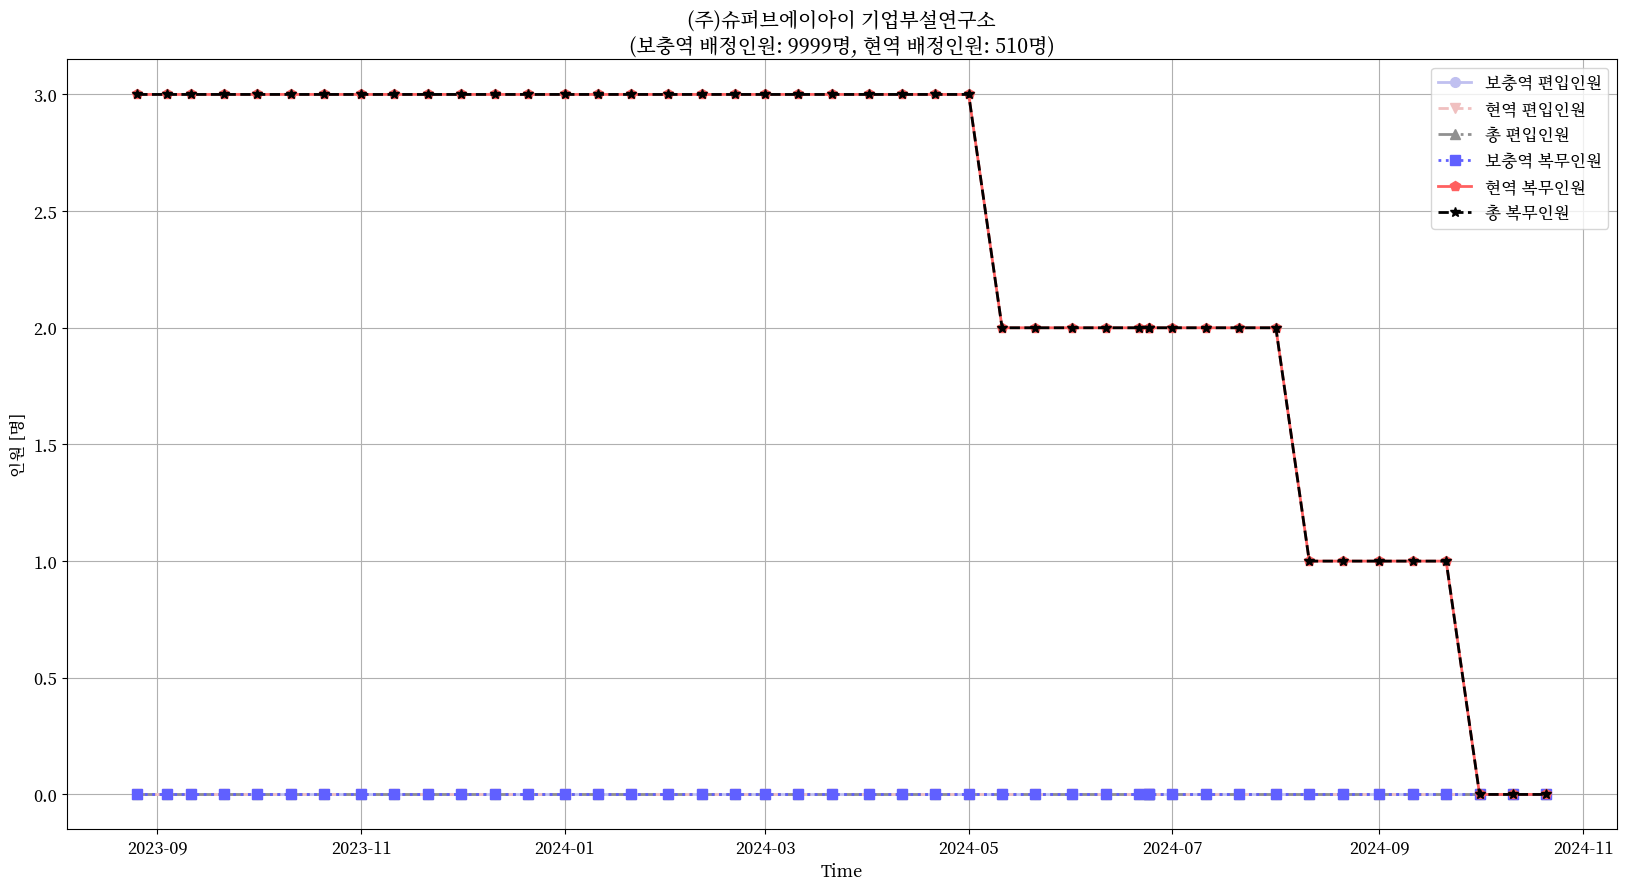 (주)슈퍼브에이아이 기업부설연구소
(보충역 배정인원: 9999명, 현역 배정인원: 510명)
보충역 편입인원
현역 편입인원
총 편입인원
보충역 복무인원
현역 복무인원
총 복무인원
인원 [명]
3.0
2.5
2.0
1.5
1.0
0.5
0.0
2023-09
2023-11
2024-01
2024-03
2024-05
2024-07
2024-09
2024-11
Time